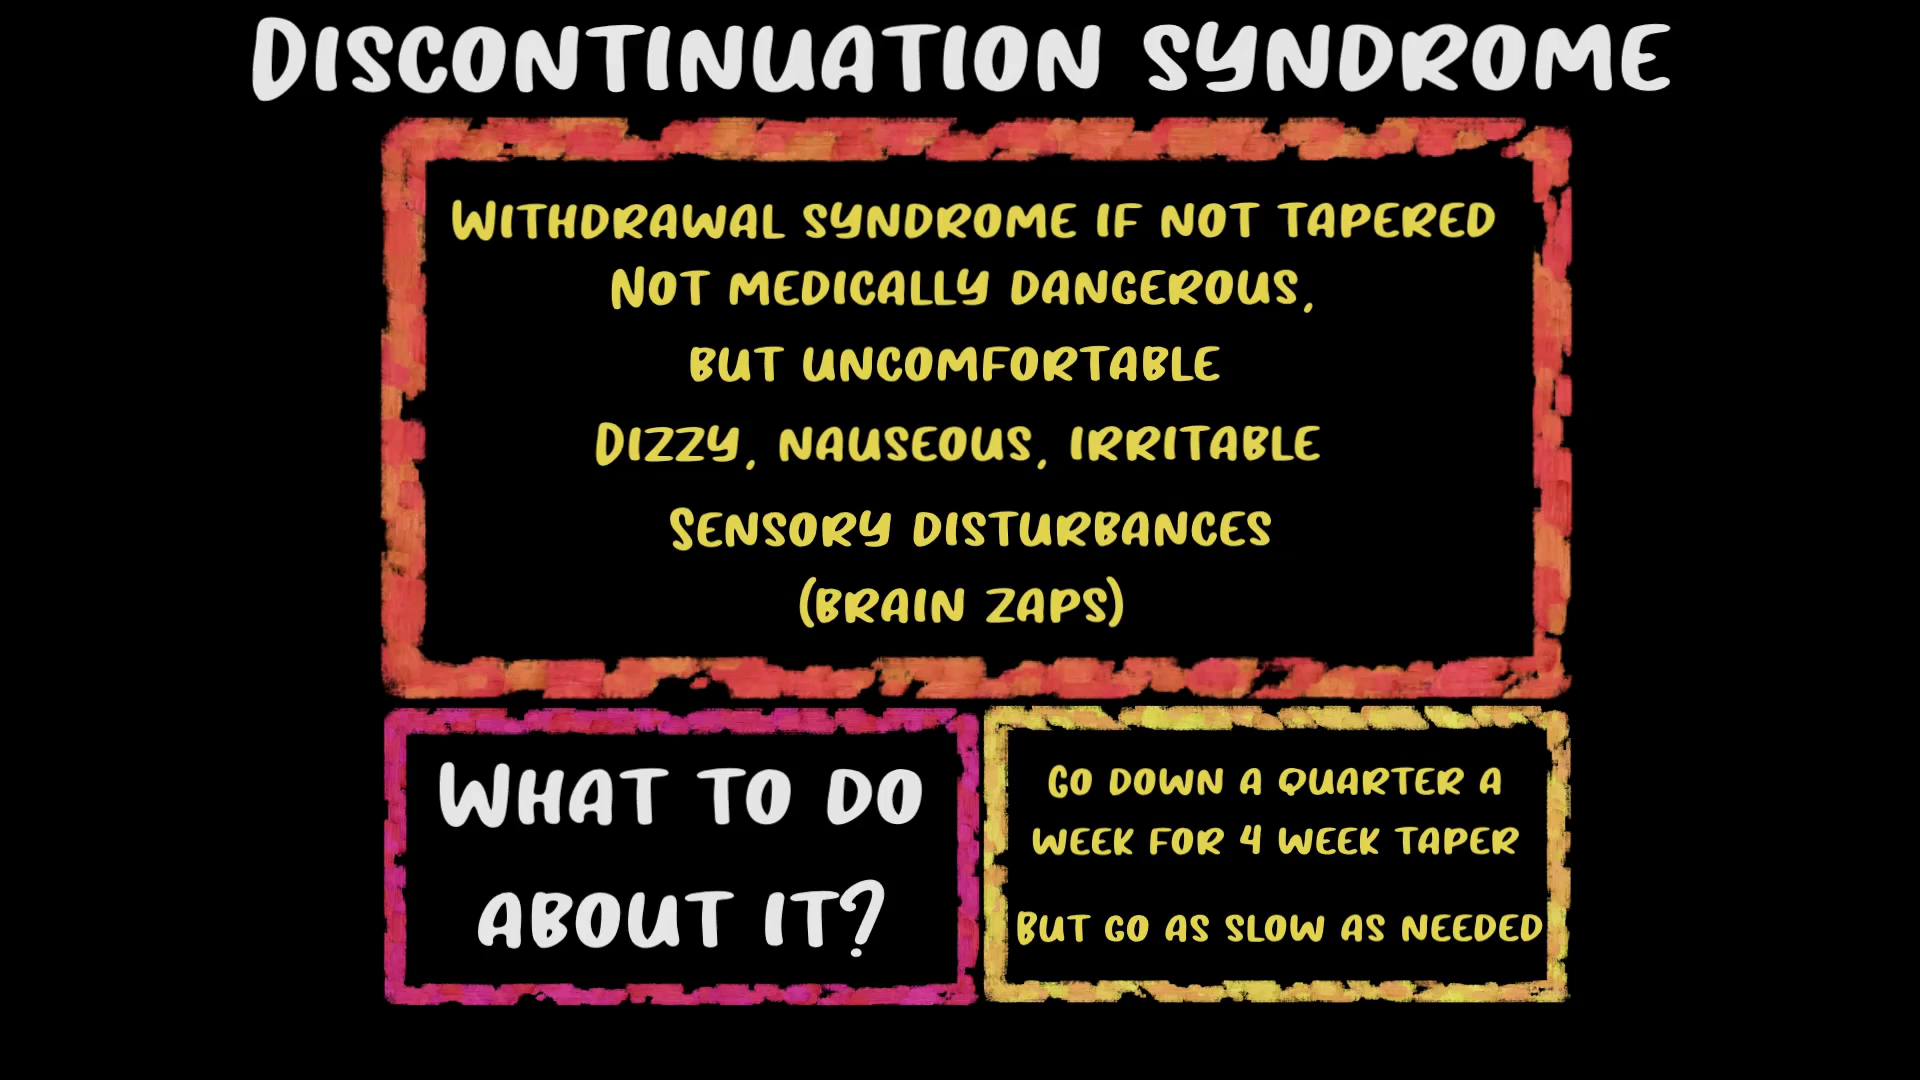 Discontinuation syndrome
Withdrawal syndrome if not tapered
Not medically dangerous,
but uncomfortable
Dizzy, nauseous, irritable
Sensory disturbances
(brain zaps)
What to do
about it?
Go down a quarter a
week for 4 week taper
But go as slow as needed